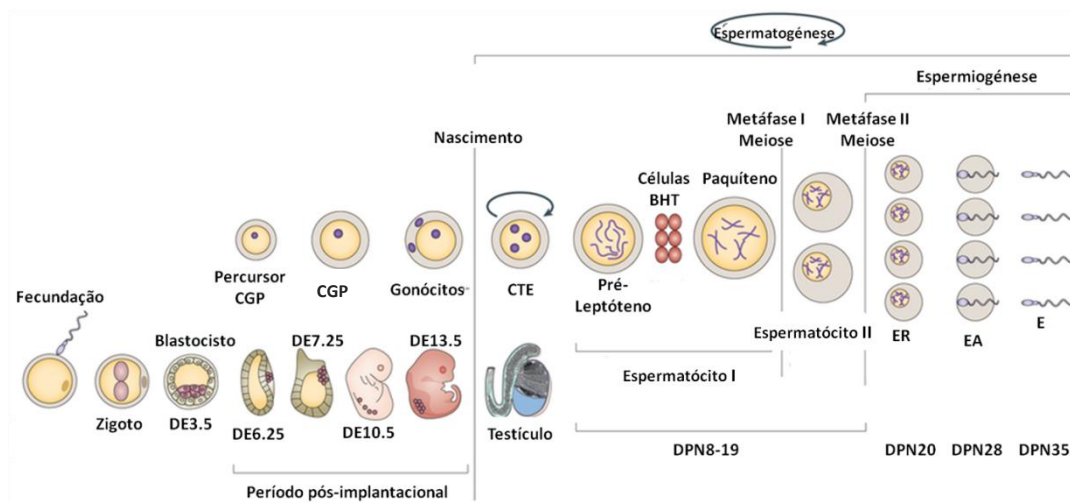 Espermatogénese
Espermiogénese
Nascimento
Metáfase I
Meiose
Metáfase II
Meiose
Células
BHT
Paquíteno
Percursor
CGP
CGP
Gonócitos
CTE
Pré-
Leptóteno
Espermatócito II
ER
EA
E
Fecundação
Blastocisto
DE7.25
DE13.5
Espermatócito I
Zigoto
DE3.5
DE6.25
DE10.5
Testículo
DPN8-19
DPN20
DPN28
DPN35
Período pós-implantacional